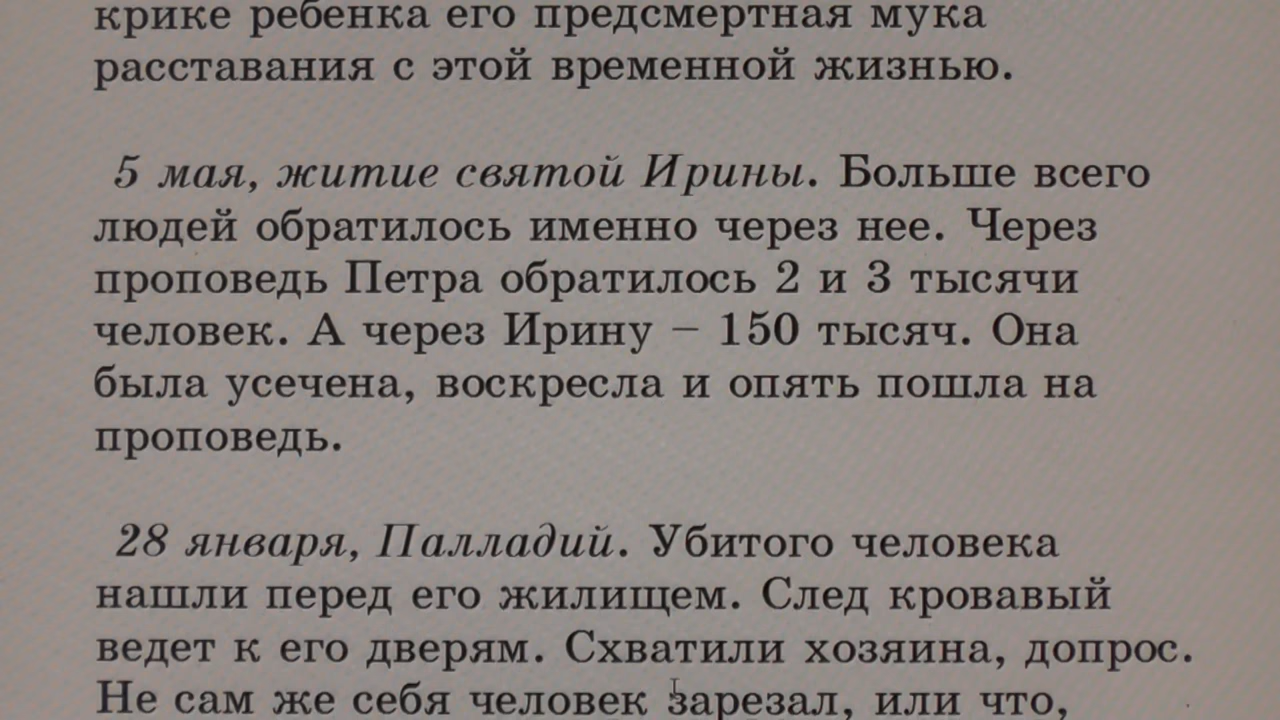 крике ребенка его предсмертная мука
расставания с этой временной жизнью.
5 мая, житие святой Ирины. Больше всего
людей обратилось именно через нее. Через
проповедь Петра обратилось 2 и 3 тысячи
человек. А через Ирину – 150 тысяч. Она
была усечена, воскресла и опять пошла на
проповедь.
28 января, Палладий. Убитого человека
нашли перед его жилищем. След кровавый
ведет к его дверям. Схватили хозяина, допрос.
Не сам же себя человек зарезал, или что,